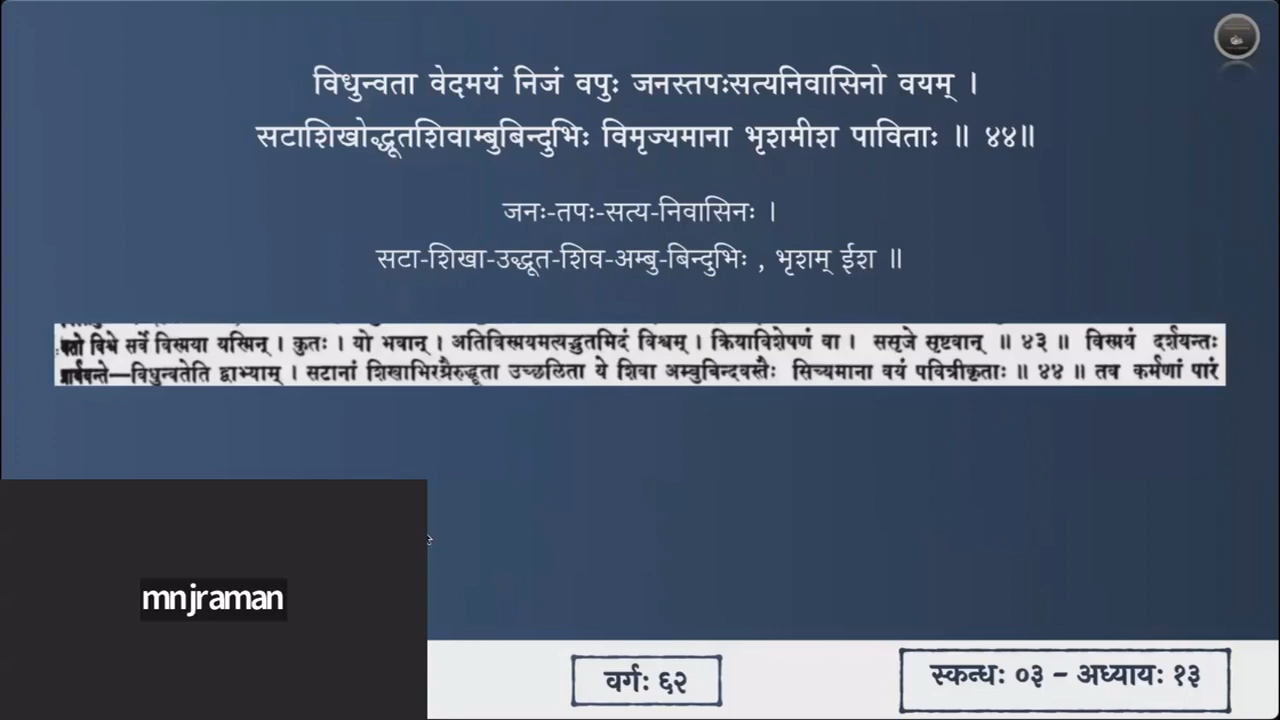 विधुन्वता वेदमयं निजं वपुः जनस्तपःसत्यनिवासिनो वयम् ।
सटाशिखोद्धूतशिवाम्बुबिन्दुभिः विमृज्यमाना भृशमीश पाविताः ॥ ४४॥
जनः-तपः-सत्य-निवासिनः ।
सटा-शिखा-उद्धूत-शिव-अम्बु-बिन्दुभिः , भृशम् ईश ॥
विश्वे सर्वे विस्मया यस्मिन् । कुतः । यो भवान् । अतिविस्मयमत्यद्भुतमिदं विश्वम् । क्रियाविशेषणं वा । ससृजे सृष्टवान् ॥ ४३ ॥ विस्मयं दर्शयन्तः
प्रार्थयन्ते—विधुन्वतेति द्वाभ्याम् । सटानां शिखाभिरग्रैरुद्धूता उच्छलिता ये शिवा अम्बुबिन्दवस्तैः सिच्यमाना वयं पवित्रीकृताः ॥ ४४ ॥ तव कर्मणां पारं
mnjraman
वर्गः ६२
स्कन्धः ०३ – अध्यायः १३